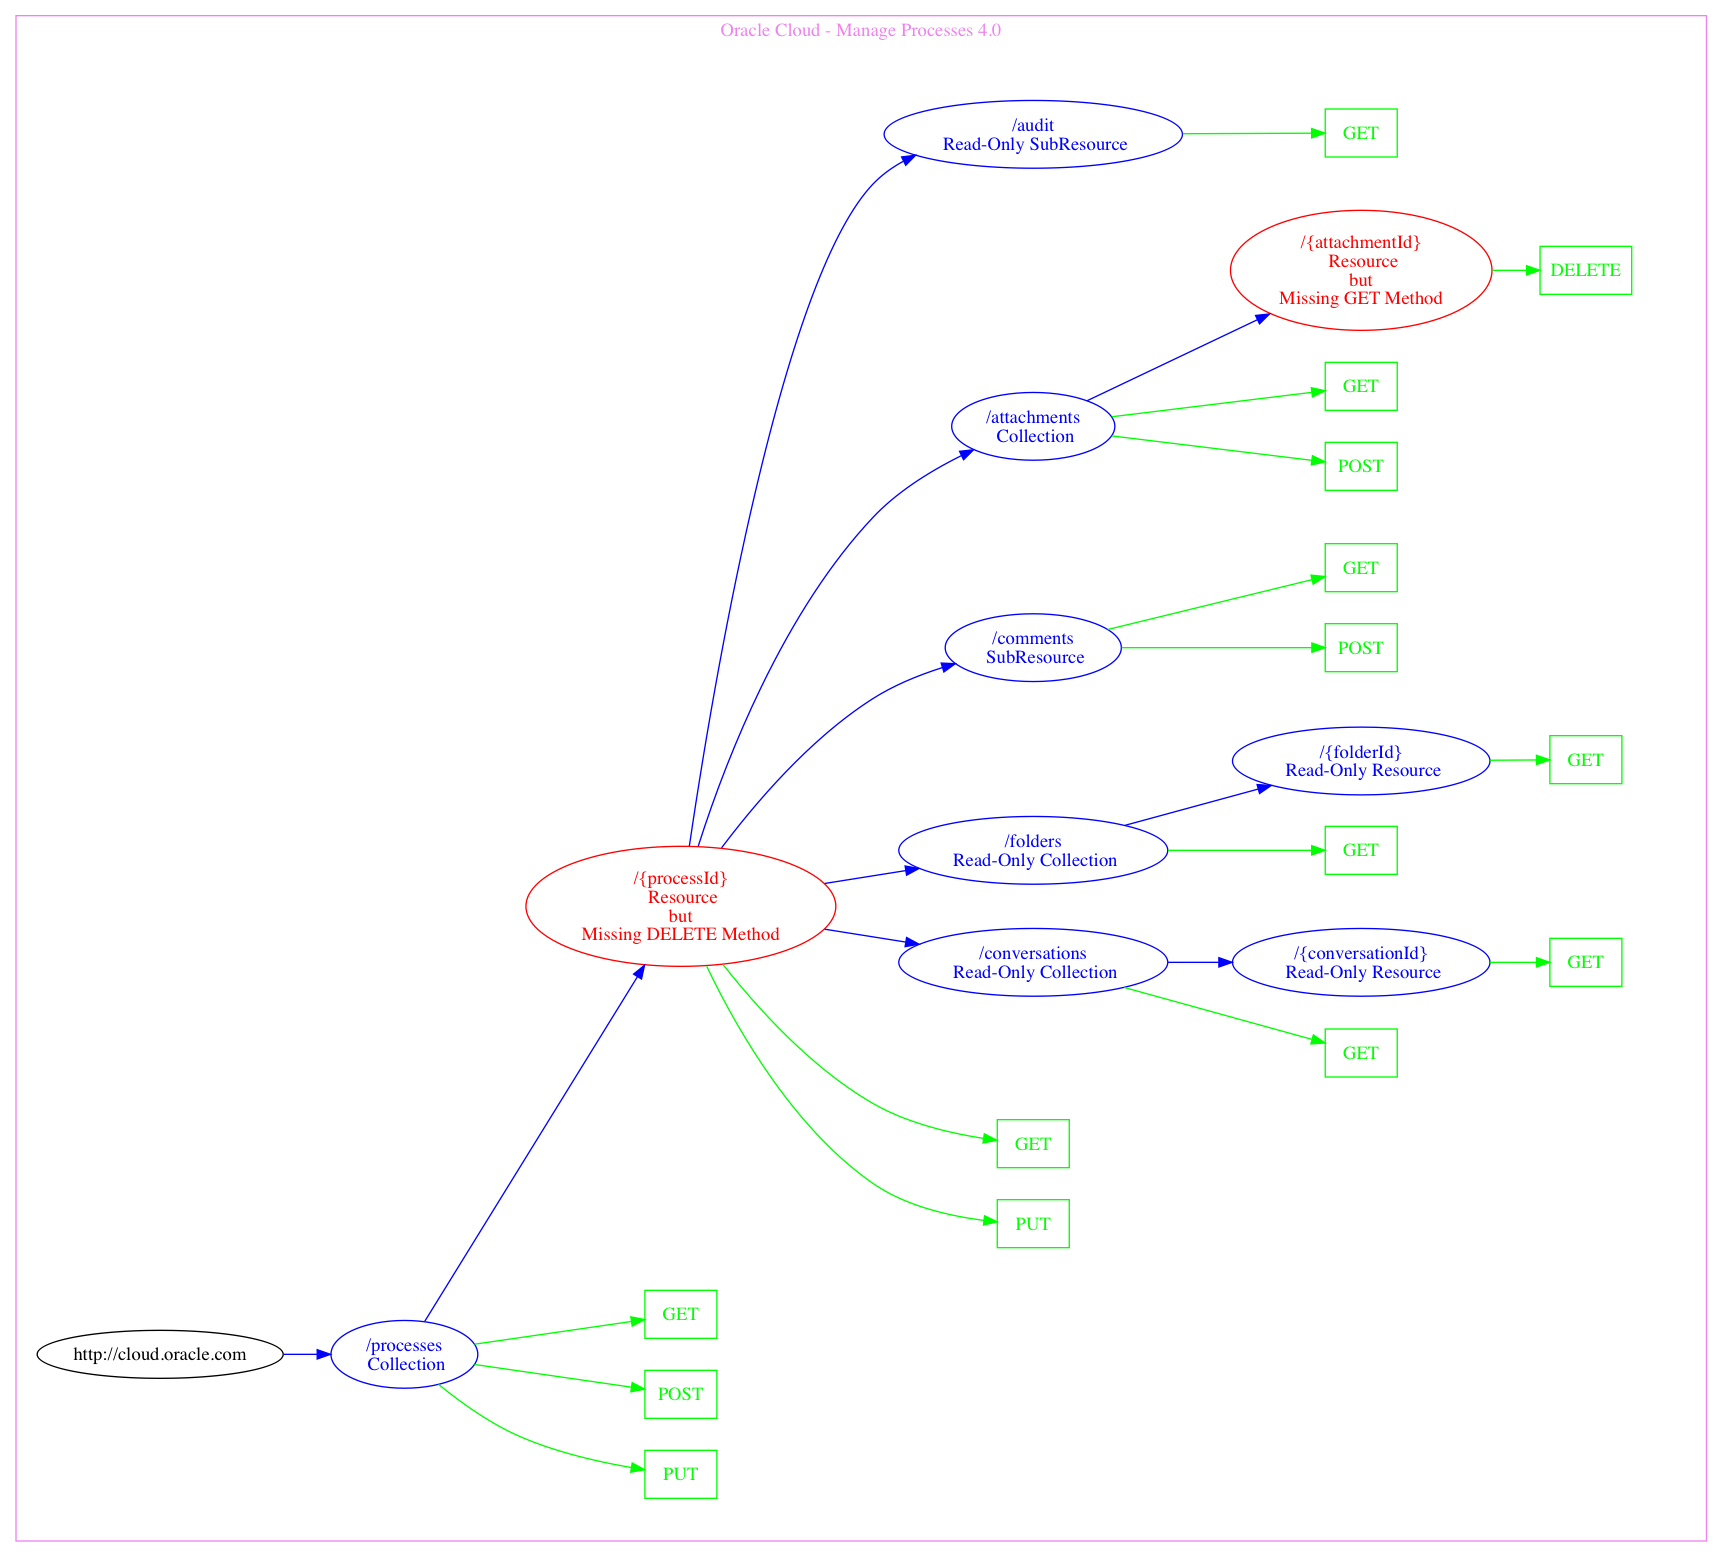 Oracle Cloud - Manage Processes 4.0
/audit
Read-Only SubResource
GET
/{attachmentId}
Resource
but
Missing GET Method
DELETE
/attachments
Collection
GET
POST
/comments
SubResource
GET
POST
/{folderId}
Read-Only Resource
GET
/folders
Read-Only Collection
GET
/{processId}
Resource
but
Missing DELETE Method
/conversations
Read-Only Collection
/{conversationId}
Read-Only Resource
GET
GET
GET
PUT
http://cloud.oracle.com
/processes
Collection
GET
POST
PUT